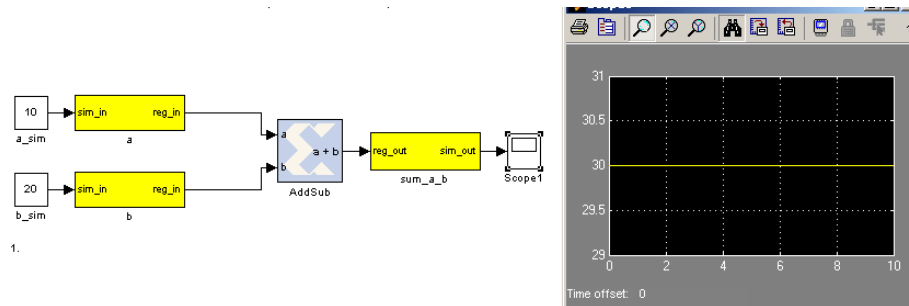 10
sim_in
reg_in
a_sim
a
a
b
a + b
AddSub
reg_out
sim_out
sum_a_b
Scope1
20
sim_in
reg_in
b_sim
b
1.
31
30.5
30
29.5
29
0 2 4 6 8 10
Time offset: 0